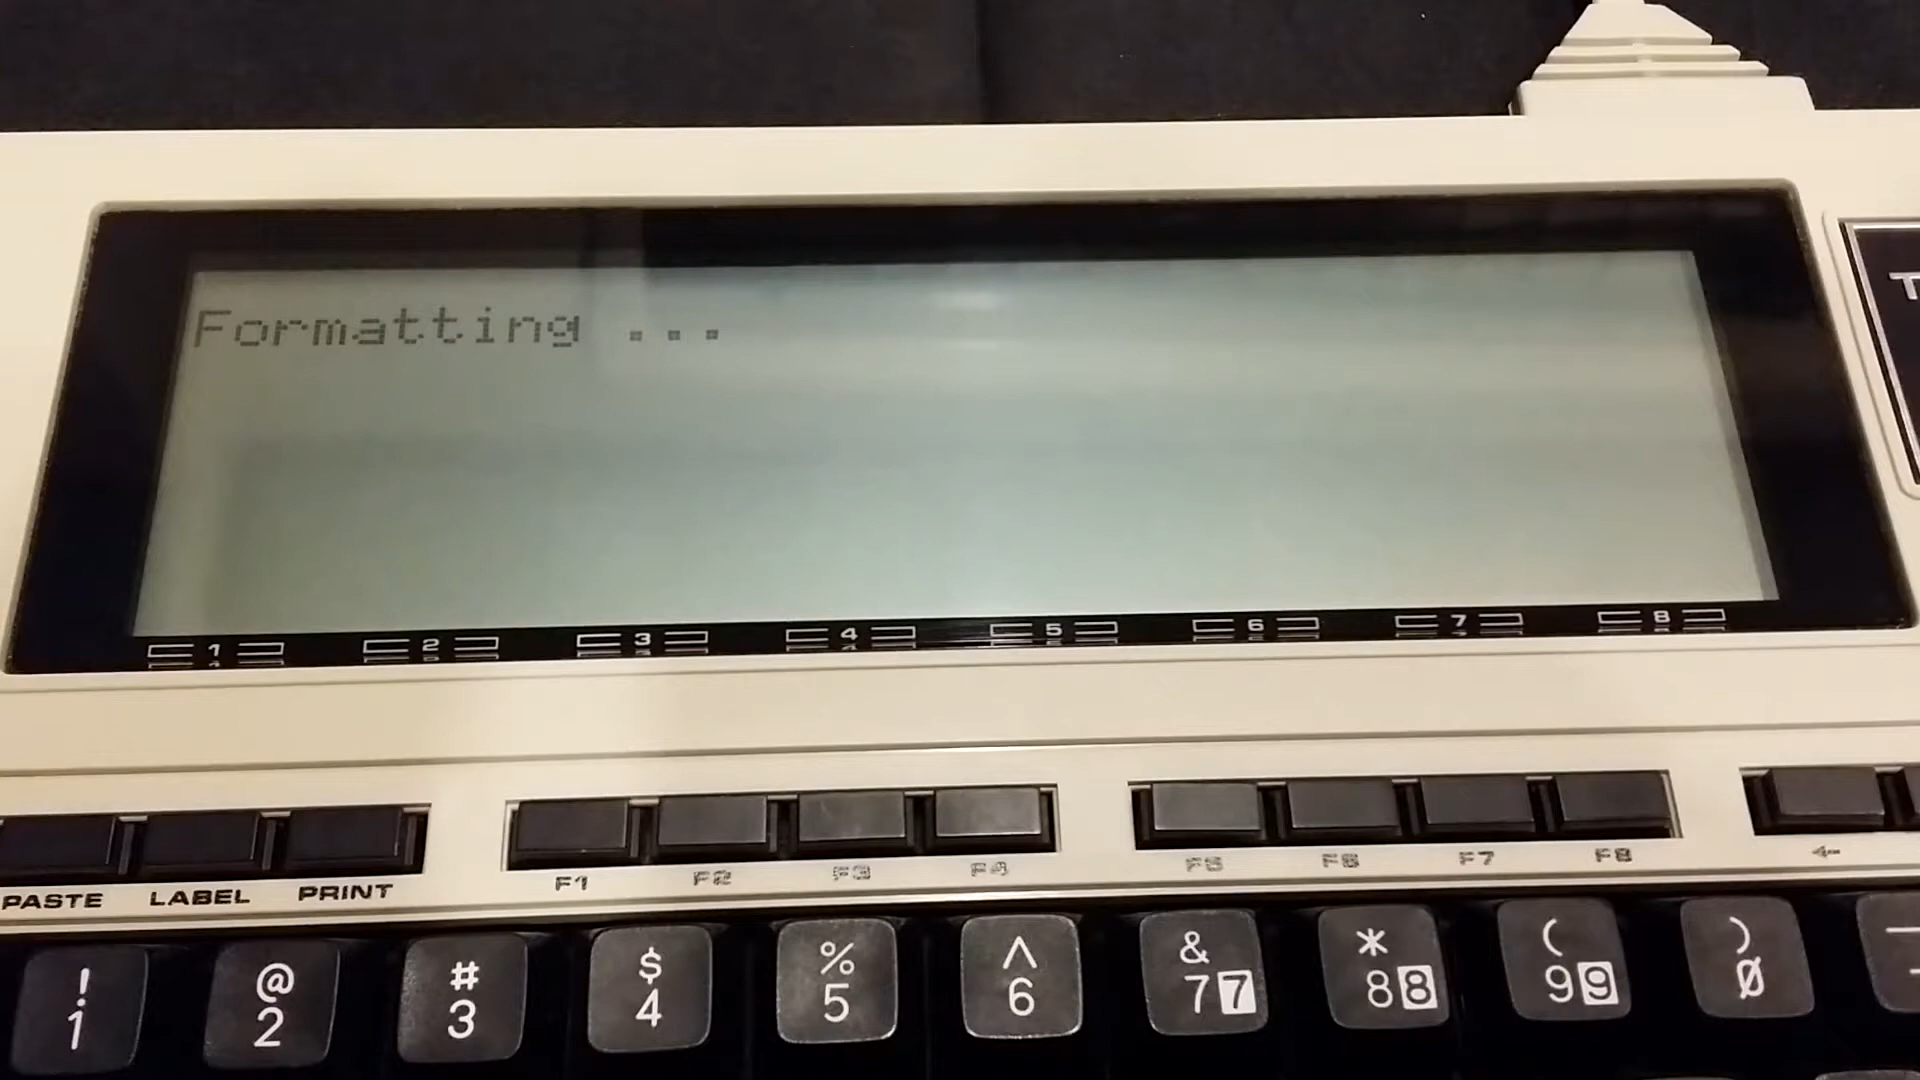 Formatting ...
1 2 3 4 5 6 7 8
PASTE LABEL PRINT F1 F2 F3 F4 F5 F6 F7 F8 ←
! @ # $ % ^ & * ( )
1 2 3 4 5 6 7 7 8 8 9 9 0